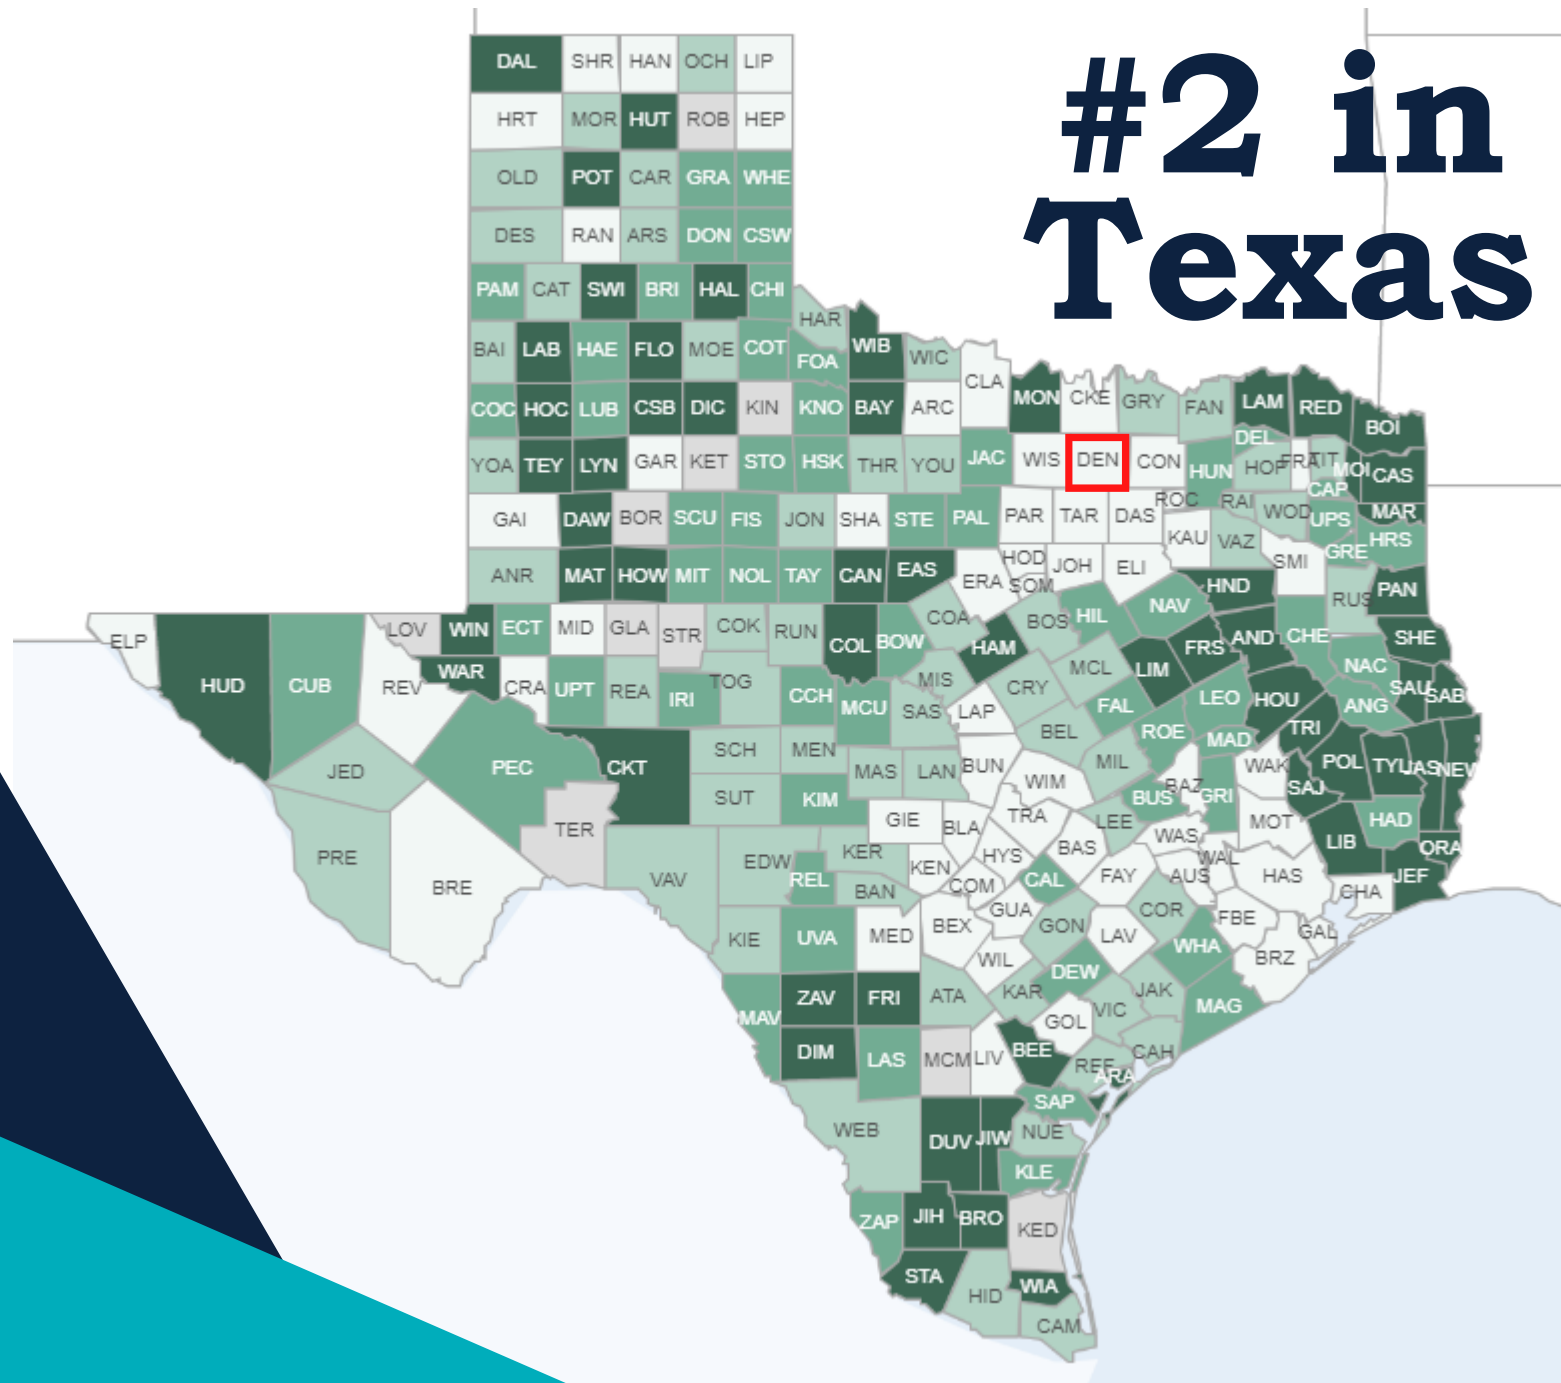 #2 in
Texas
DAL SHR HAN OCH LIP
HRT MOR HUT ROB HEP
OLD POT CAR GRA WHE
DES RAN ARS DON CSW
PAM CAT SWI BRI HAL CHI
HAR
BAI LAB HAE FLO MOE COT FOA WIB WIC
CLA
COC HOC LUB CSB DIC KIN KNO BAY ARC MON CKE GRY FAN LAM RED BOI
YOA TEY LYN GAR KET STO HSK THR YOU JAC WIS DEN CON HUN DEL HOP FRA TIT MOI CAS
CAP
GAI DAW BOR SCU FIS JON SHA STE PAL PAR TAR DAS ROC RAI WOD UPS MAR
KAU VAZ SMI GRE HRS
ANR MAT HOW MIT NOL TAY CAN EAS ERA HOD SOM JOH ELI HND RUS PAN
ELP LOV WIN ECT MID GLA STR COK RUN COL BOW COA HAM BOS HIL NAV FRS AND CHE SHE
HUD CUB REV WAR CRA UPT REA IRI TOG CCH MCU MIS SAS LAP CRY MCL LIM FAL LEO HOU NAC ANG SAU SAB
JED PEC CKT SCH MEN MAS LAN BUN BEL WIM MIL ROE MAD TRI WAK POL TYL JAS NEW
SUT KIM BUS BAZ GRI SAJ
PRE BRE TER VAV EDW REL KER BAN GIE BLA KEN TRA HYS COM BAS LEE WAS WAL MOT LIB HAD ORA
CAL FAY AUS HAS CHA JEF
KIE UVA MED BEX GUA WIL GON LAV COR WHA FBE GAL BRZ
MAV ZAV FRI ATA KAR DEW VIC JAK MAG
GOL
DIM LAS MCM LIV BEE REF CAH
ARA
SAP
WEB DUV JIW NUE
KLE
ZAP JIH BRO KED
STA HID WIA
CAM